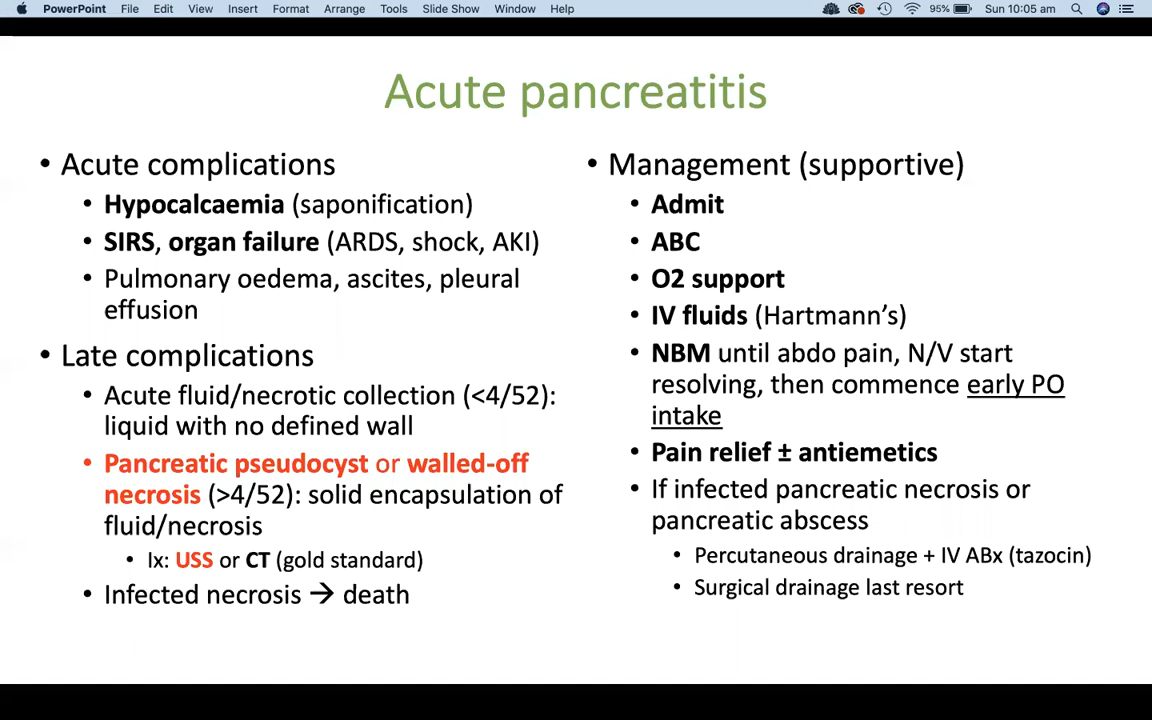 PowerPoint File Edit View Insert Format Arrange Tools Slide Show Window Help 95% Sun 10:05 am
Acute pancreatitis
• Acute complications
• Hypocalcaemia (saponification)
• SIRS, organ failure (ARDS, shock, AKI)
• Pulmonary oedema, ascites, pleural
effusion
• Late complications
• Acute fluid/necrotic collection (<4/52):
liquid with no defined wall
• Pancreatic pseudocyst or walled-off
necrosis (>4/52): solid encapsulation of
fluid/necrosis
• Ix: USS or CT (gold standard)
• Infected necrosis → death
• Management (supportive)
• Admit
• ABC
• O2 support
• IV fluids (Hartmann’s)
• NBM until abdo pain, N/V start
resolving, then commence early PO
intake
• Pain relief ± antiemetics
• If infected pancreatic necrosis or
pancreatic abscess
• Percutaneous drainage + IV ABx (tazocin)
• Surgical drainage last resort